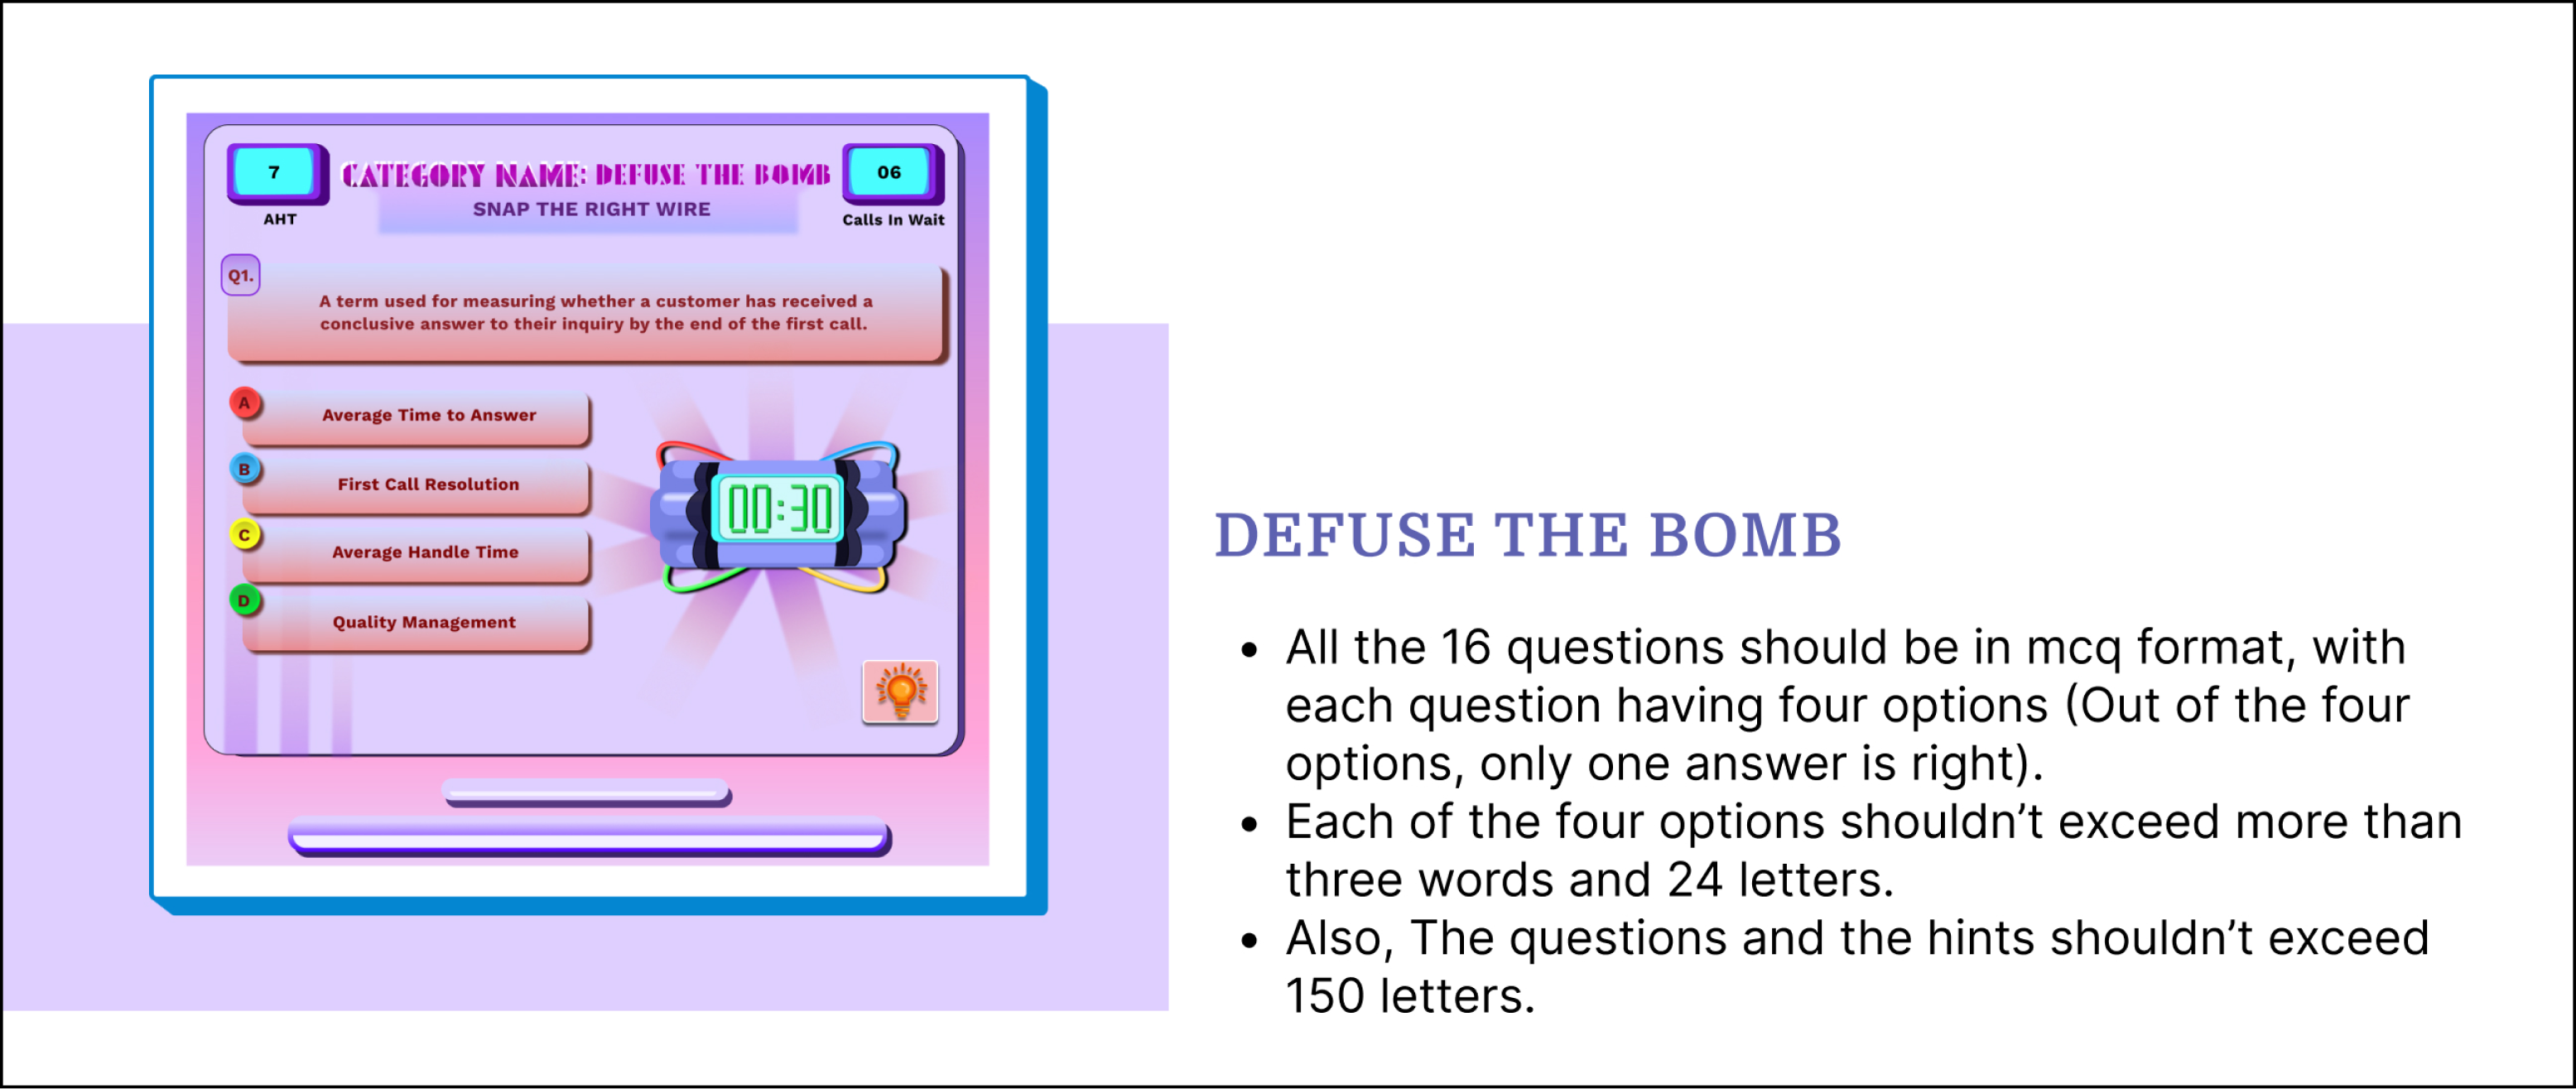 7
CATEGORY NAME: DEFUSE THE BOMB
06
AHT
SNAP THE RIGHT WIRE
Calls In Wait
Q1.
A term used for measuring whether a customer has received a
conclusive answer to their inquiry by the end of the first call.
A
Average Time to Answer
B
First Call Resolution
C
Average Handle Time
D
Quality Management
00:30
DEFUSE THE BOMB
• All the 16 questions should be in mcq format, with
each question having four options (Out of the four
options, only one answer is right).
• Each of the four options shouldn’t exceed more than
three words and 24 letters.
• Also, The questions and the hints shouldn’t exceed
150 letters.